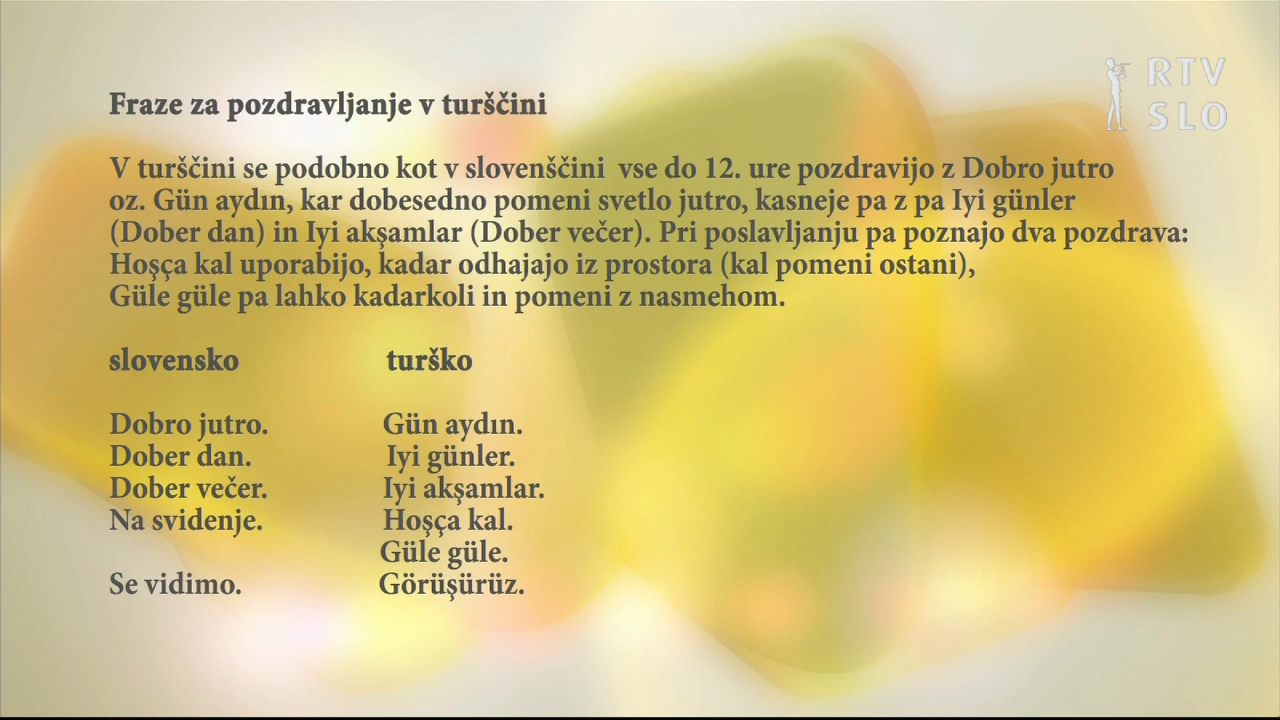 RTV
SLO
Fraze za pozdravljanje v turščini
V turščini se podobno kot v slovenščini  vse do 12. ure pozdravijo z Dobro jutro
oz. Gün aydın, kar dobesedno pomeni svetlo jutro, kasneje pa z pa Iyi günler
(Dober dan) in Iyi akşamlar (Dober večer). Pri poslavljanju pa poznajo dva pozdrava:
Hoşça kal uporabijo, kadar odhajajo iz prostora (kal pomeni ostani),
Güle güle pa lahko kadarkoli in pomeni z nasmehom.
slovensko turško
Dobro jutro. Gün aydın.
Dober dan. Iyi günler.
Dober večer. Iyi akşamlar.
Na svidenje. Hoşça kal.
Güle güle.
Se vidimo. Görüşürüz.